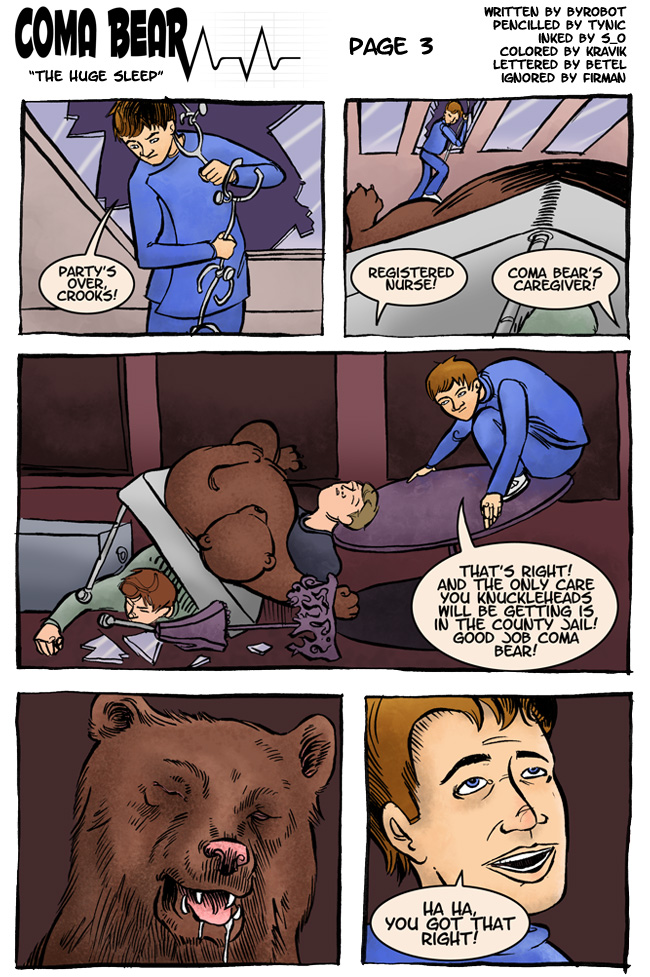 COMA BEAR
"THE HUGE SLEEP"
PAGE 3
WRITTEN BY BYROBOT
PENCILLED BY TYNIC
INKED BY S_O
COLORED BY KRAVIK
LETTERED BY BETEL
IGNORED BY FIRMAN
PARTY'S
OVER,
CROOKS!
REGISTERED
NURSE!
COMA BEAR'S
CAREGIVER!
THAT'S RIGHT!
AND THE ONLY CARE
YOU KNUCKLEHEADS
WILL BE GETTING IS
IN THE COUNTY JAIL!
GOOD JOB COMA
BEAR!
HA HA,
YOU GOT THAT
RIGHT!